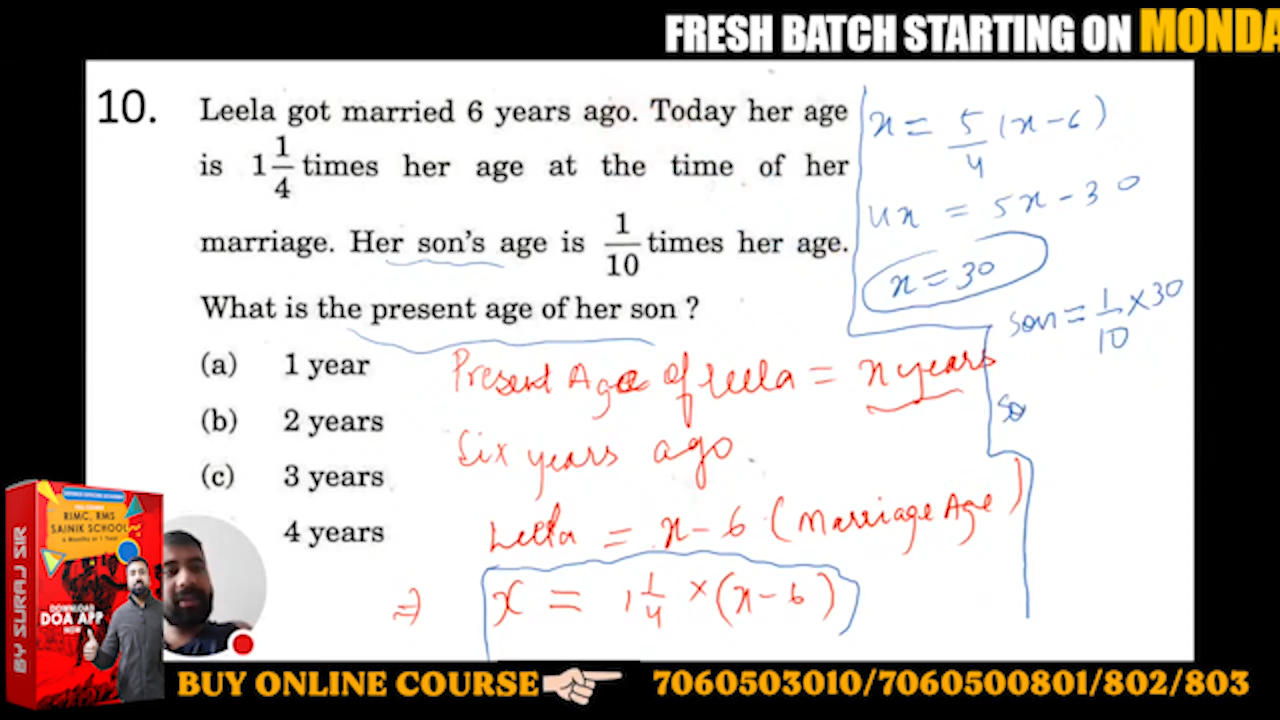 FRESH BATCH STARTING ON MONDA
10. Leela got married 6 years ago. Today her age
is 1 1/4 times her age at the time of her
marriage. Her son's age is 1/10 times her age.
What is the present age of her son ?
(a) 1 year
(b) 2 years
(c) 3 years
4 years
x = 5/4 (x-6)
4x = 5x-30
x = 30
son = 1/10 × 30
so
Present Age of leela = x years
Six years ago
Leela = x-6 (Marriage Age)
⇒ x = 1 1/4 × (x-6)
BY SURAJ SIR
RIMC, RMS
SAINIK SCHOOL
DOWNLOAD
DOA APP
NOW
BUY ONLINE COURSE 7060503010/7060500801/802/803